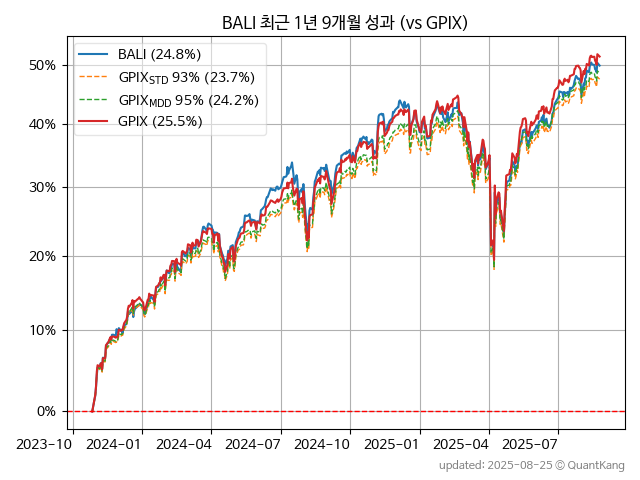 BALI 최근 1년 9개월 성과 (vs GPIX)
BALI (24.8%)
GPIX_STD 93% (23.7%)
GPIX_MDD 95% (24.2%)
GPIX (25.5%)
50%
40%
30%
20%
10%
0%
2023-10 2024-01 2024-04 2024-07 2024-10 2025-01 2025-04 2025-07
updated: 2025-08-25 © QuantKang